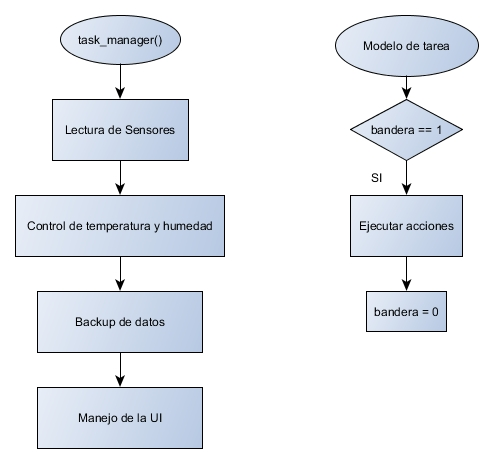 task_manager()
Lectura de Sensores
Control de temperatura y humedad
Backup de datos
Manejo de la UI
Modelo de tarea
bandera == 1
SI
Ejecutar acciones
bandera = 0